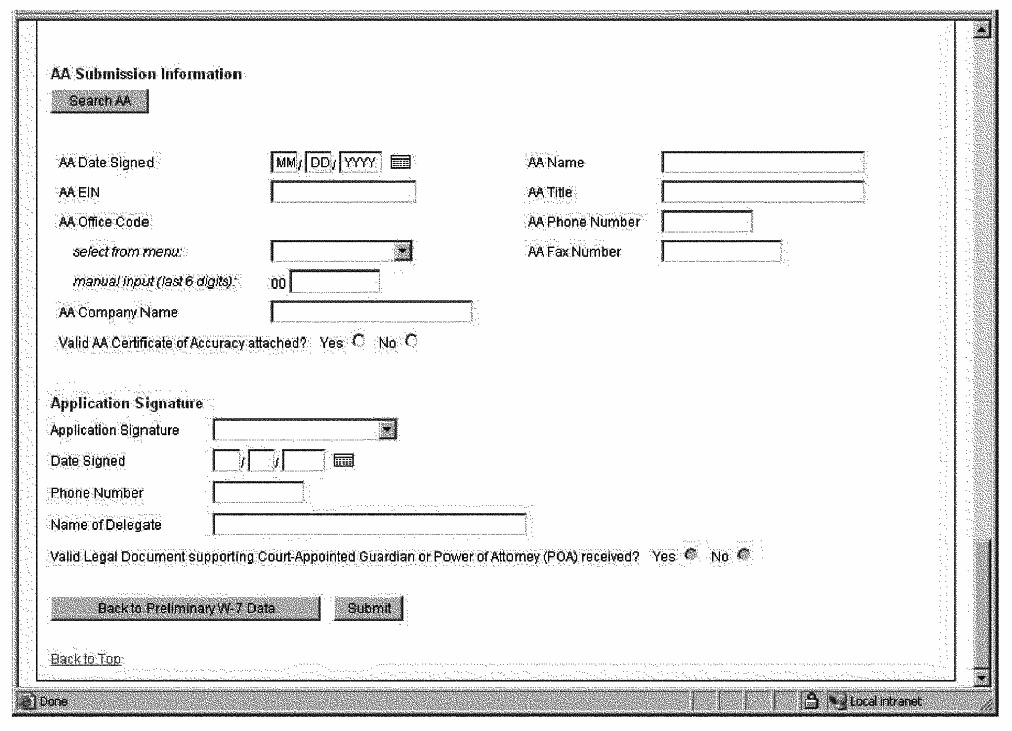 AA Submission Information
Search AA
AA Date Signed MM / DD / YYYY AA Name
AA EIN AA Title
AA Office Code AA Phone Number
select from menu: AA Fax Number
manual input (last 6 digits): 00
AA Company Name
Valid AA Certificate of Accuracy attached? Yes No
Application Signature
Application Signature
Date Signed / /
Phone Number
Name of Delegate
Valid Legal Document supporting Court-Appointed Guardian or Power of Attorney (POA) received? Yes No
Back to Preliminary W-7 Data Submit
Back to Top
Done Local intranet